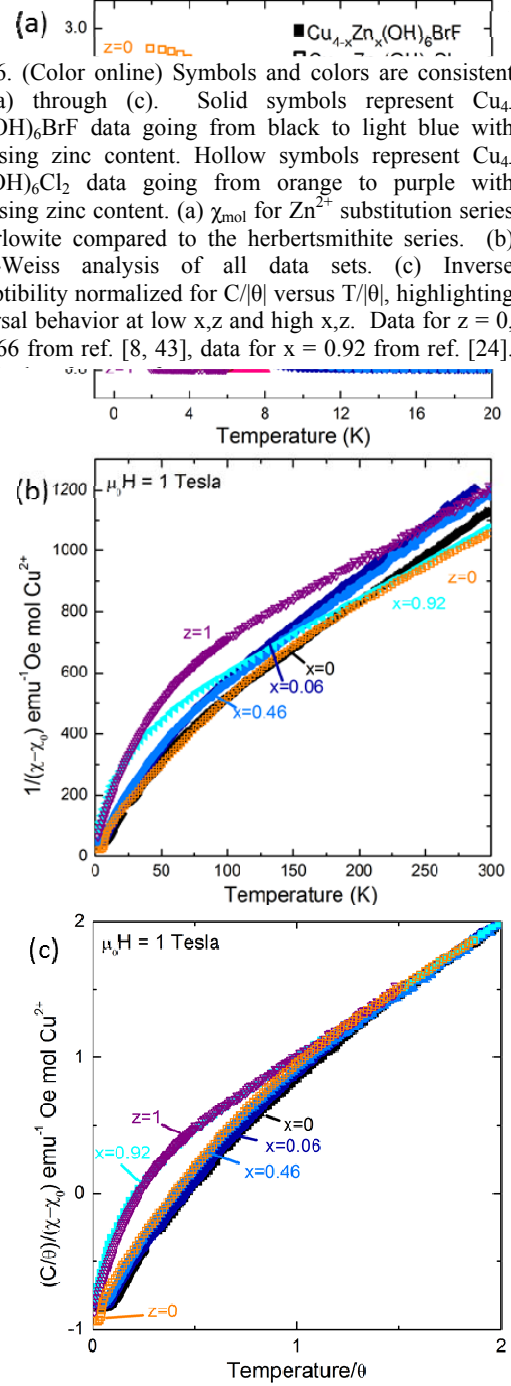 (a)
3.0
z=0
Cu4-xZnx(OH)6BrF
6. (Color online) Symbols and colors are consistent
a) through (c). Solid symbols represent Cu4-
OH)6BrF data going from black to light blue with
sing zinc content. Hollow symbols represent Cu4-
OH)6Cl2 data going from orange to purple with
sing zinc content. (a) χmol for Zn2+ substitution series
rlowite compared to the herbertsmithite series. (b)
-Weiss analysis of all data sets. (c) Inverse
ptibility normalized for C/|θ| versus T/|θ|, highlighting
rsal behavior at low x,z and high x,z. Data for z = 0,
66 from ref. [8, 43], data for x = 0.92 from ref. [24].
z=1
0 4 8 12 16 20
Temperature (K)
(b)
μoH = 1 Tesla
1200
1000
800
600
400
200
0
1/(χ−χ0) emu-1Oe mol Cu2+
z=1
z=0
x=0.92
x=0
x=0.06
x=0.46
0 50 100 150 200 250 300
Temperature (K)
(c)
μoH = 1 Tesla
2
1
0
-1
(C/θ)/(χ−χ0) emu-1 Oe mol Cu2+
z=1
x=0.92
x=0
x=0.06
x=0.46
z=0
0 1 2
Temperature/θ